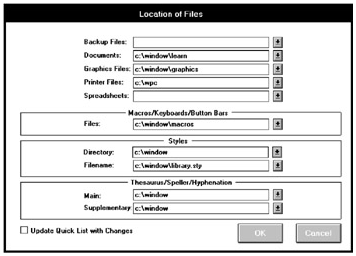 Location of Files
Backup Files:
Documents: c:\window\learn
Graphics Files: c:\window\graphics
Printer Files: c:\wpc
Spreadsheets:
Macros/Keyboards/Button Bars
Files: c:\window\macros
Styles
Directory: c:\window
Filename: c:\window\library.sty
Thesaurus/Speller/Hyphenation
Main: c:\window
Supplementary c:\window
Update Quick List with Changes
OK
Cancel